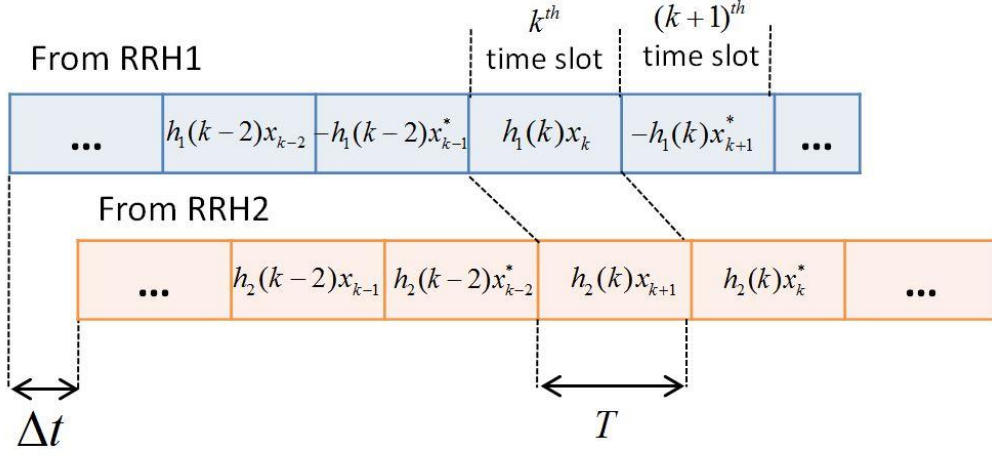 From RRH1
k^{th} time slot
(k+1)^{th} time slot
... h_1(k-2)x_{k-2} -h_1(k-2)x^*_{k-1} h_1(k)x_k -h_1(k)x^*_{k+1} ...
From RRH2
... h_2(k-2)x_{k-1} h_2(k-2)x^*_{k-2} h_2(k)x_{k+1} h_2(k)x^*_k ...
Δt
T